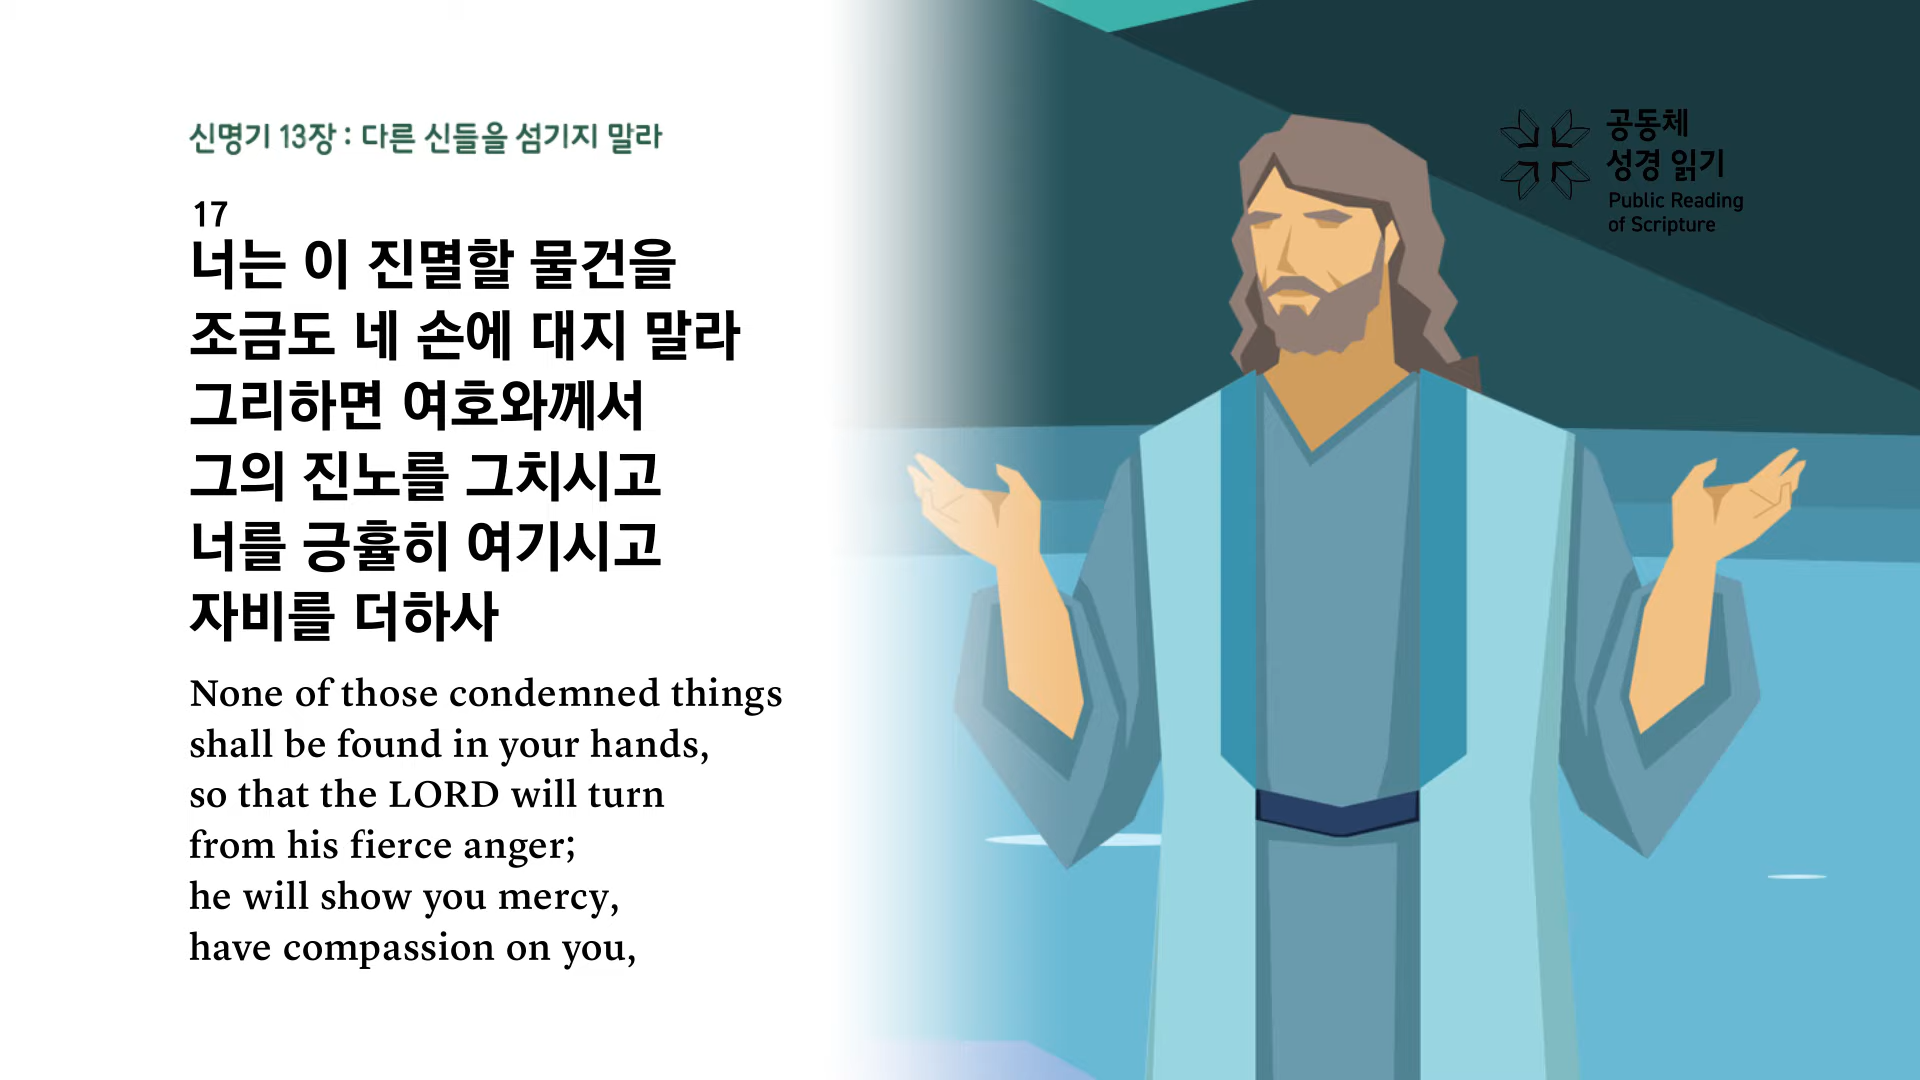 신명기 13장 : 다른 신들을 섬기지 말라
17
너는 이 진멸할 물건을
조금도 네 손에 대지 말라
그리하면 여호와께서
그의 진노를 그치시고
너를 긍휼히 여기시고
자비를 더하사
None of those condemned things
shall be found in your hands,
so that the LORD will turn
from his fierce anger;
he will show you mercy,
have compassion on you,
공동체
성경 읽기
Public Reading
of Scripture